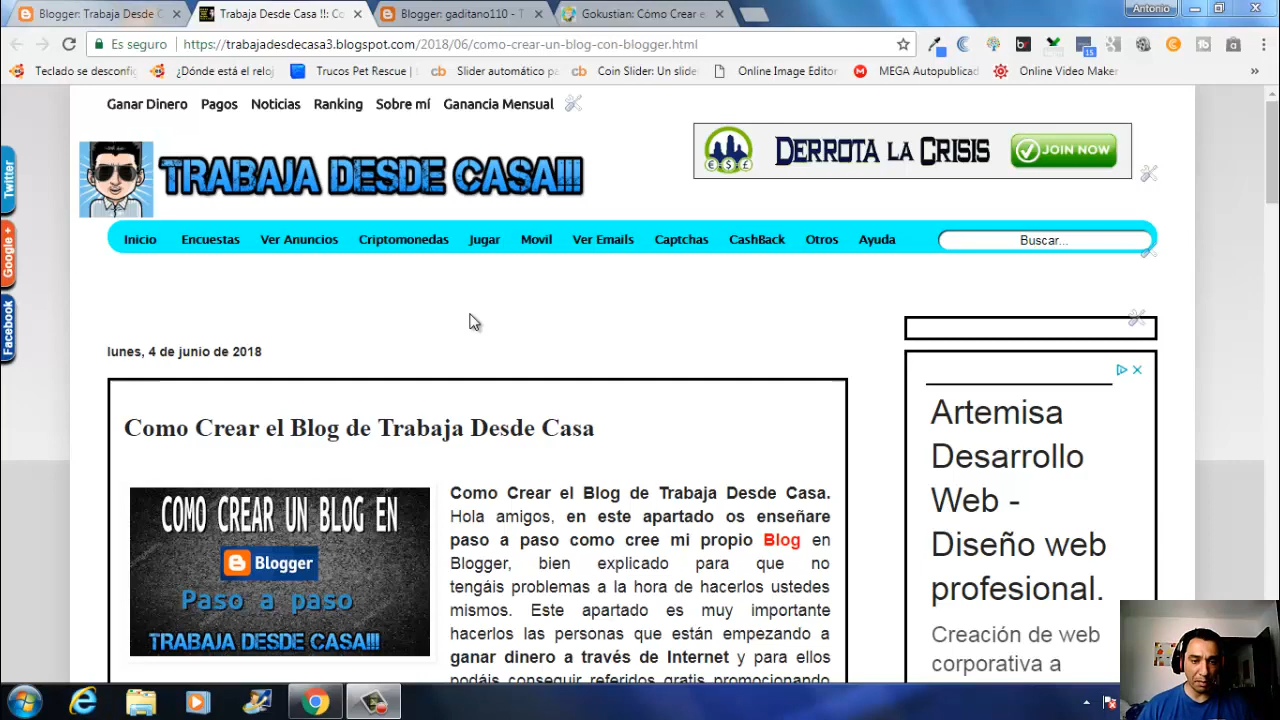 Blogger: Trabaja Desde C
Trabaja Desde Casa !!!: Co
Blogger: gaditano110 - T
Gokustian: Cómo Crear e
Antonio
Es seguro
https://trabajadesdecasa3.blogspot.com/2018/06/como-crear-un-blog-con-blogger.html
15
Teclado se desconfig
¿Dónde está el reloj
Trucos Pet Rescue
Slider automático pa
Coin Slider: Un slide
Online Image Editor
MEGA Autopublicad
Online Video Maker
»
Ganar Dinero Pagos Noticias Ranking Sobre mí Ganancia Mensual
TRABAJA DESDE CASA!!!
DERROTA LA CRISIS
JOIN NOW
Twitter
Google +
Facebook
Inicio Encuestas Ver Anuncios Criptomonedas Jugar Movil Ver Emails Captchas CashBack Otros Ayuda
Buscar...
lunes, 4 de junio de 2018
Como Crear el Blog de Trabaja Desde Casa
COMO CREAR UN BLOG EN
Blogger
Paso a paso
TRABAJA DESDE CASA!!!
Como Crear el Blog de Trabaja Desde Casa.
Hola amigos, en este apartado os enseñare
paso a paso como cree mi propio Blog en
Blogger, bien explicado para que no
tengáis problemas a la hora de hacerlos ustedes
mismos. Este apartado es muy importante
hacerlos las personas que están empezando a
ganar dinero a través de Internet y para ellos
podáis conseguir referidos gratis promocionando
Artemisa
Desarrollo
Web -
Diseño web
profesional.
Creación de web
corporativa a